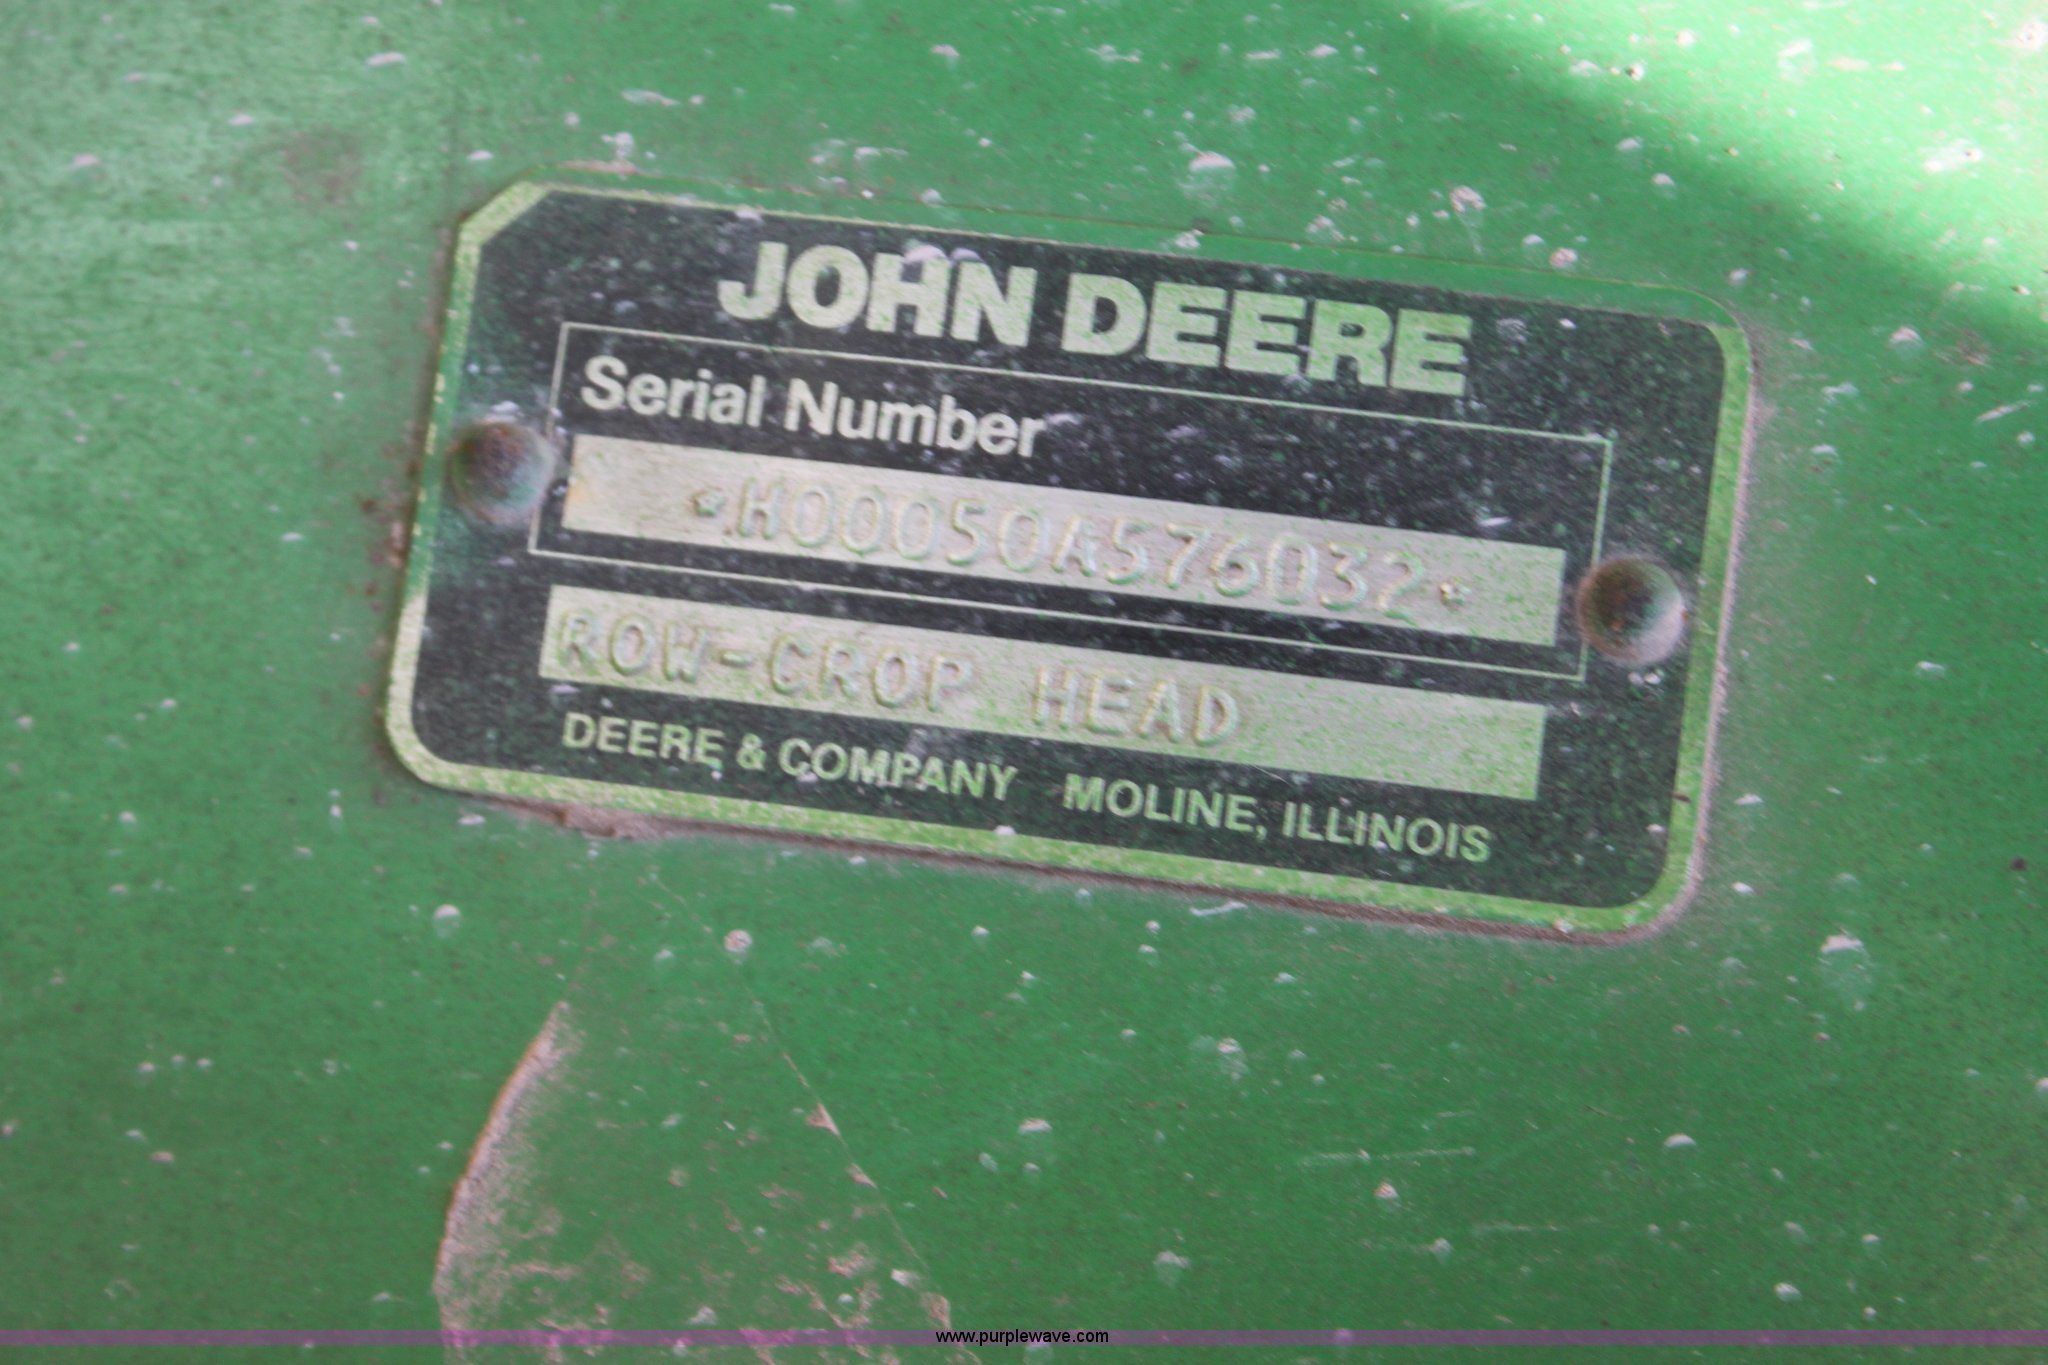 JOHN DEERE
Serial Number
*H00050A576032*
ROW-CROP HEAD
DEERE & COMPANY MOLINE, ILLINOIS
www.purplewave.com